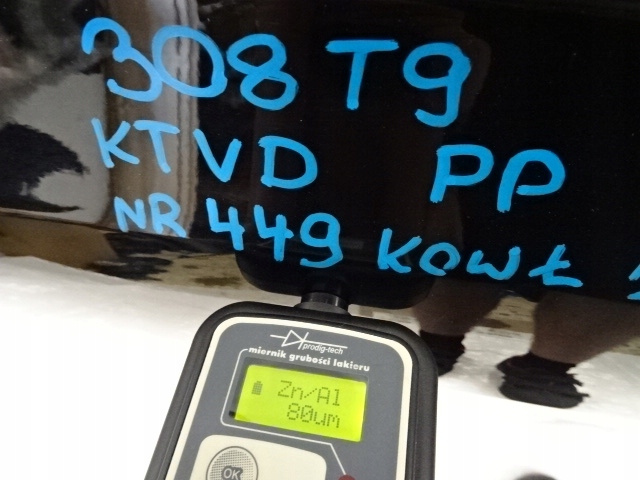 308 T9
KTVD PP
NR 449 KOWŁ
prodig-tech
miernik grubości lakieru
Zn/Al
80um
OK